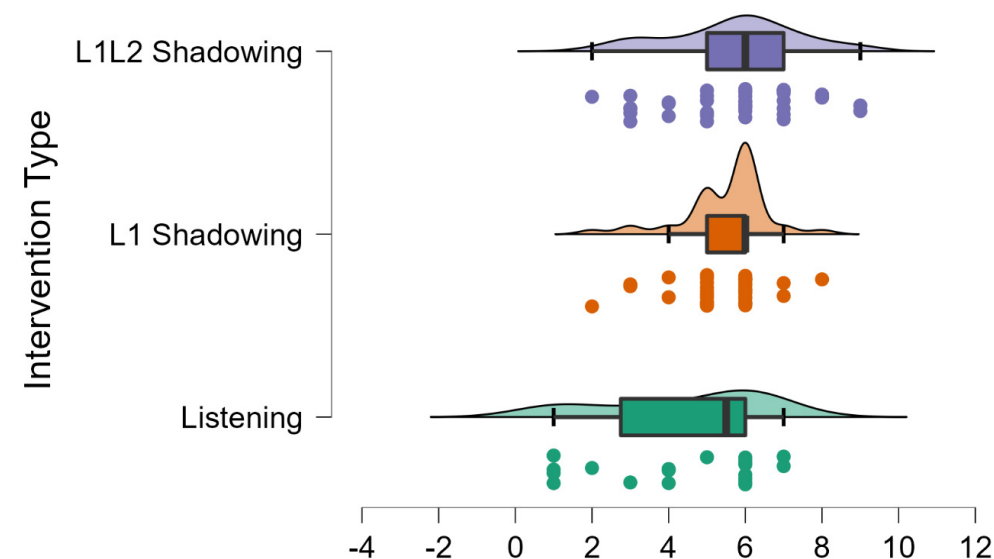 Intervention Type
L1L2 Shadowing
L1 Shadowing
Listening
-4 -2 0 2 4 6 8 10 12